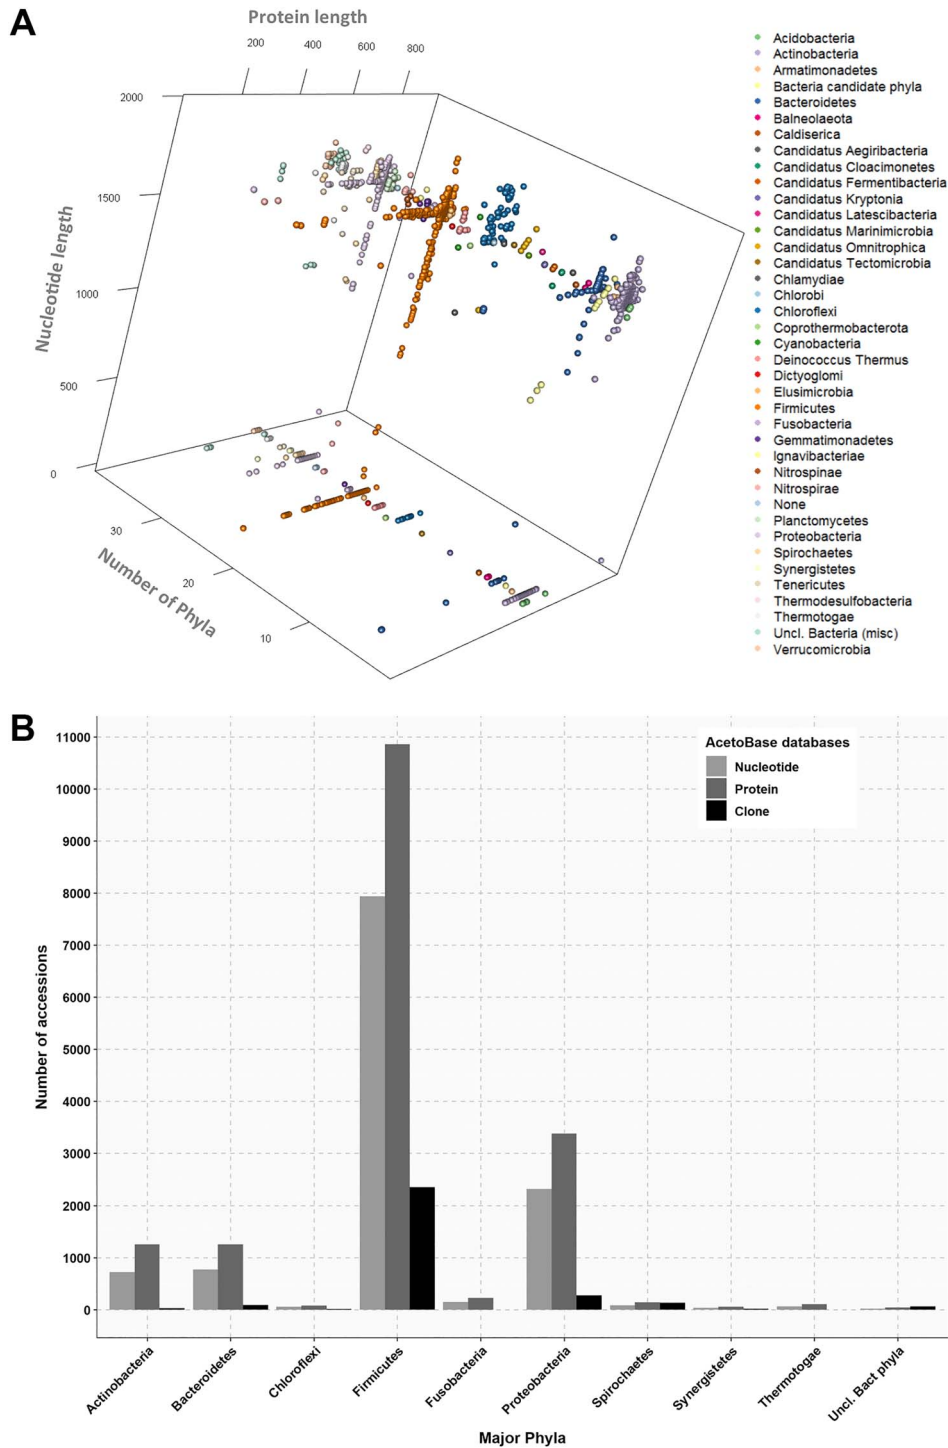 A
Protein length
200
400
600
800
2000
1500
1000
500
0
Nucleotide length
30
20
10
Number of Phyla
Acidobacteria
Actinobacteria
Armatimonadetes
Bacteria candidate phyla
Bacteroidetes
Balneolaeota
Caldiserica
Candidatus Aegiribacteria
Candidatus Cloacimonetes
Candidatus Fermentibacteria
Candidatus Kryptonia
Candidatus Latescibacteria
Candidatus Marinimicrobia
Candidatus Omnitrophica
Candidatus Tectomicrobia
Chlamydiae
Chlorobi
Chloroflexi
Coprothermobacterota
Cyanobacteria
Deinococcus Thermus
Dictyoglomi
Elusimicrobia
Firmicutes
Fusobacteria
Gemmatimonadetes
Ignavibacteriae
Nitrospinae
Nitrospirae
None
Planctomycetes
Proteobacteria
Spirochaetes
Synergistetes
Tenericutes
Thermodesulfobacteria
Thermotogae
Uncl. Bacteria (misc)
Verrucomicrobia
B
AcetoBase databases
Nucleotide
Protein
Clone
11000
10000
9000
8000
7000
6000
5000
4000
3000
2000
1000
0
Number of accessions
Actinobacteria
Bacteroidetes
Chloroflexi
Firmicutes
Fusobacteria
Proteobacteria
Spirochaetes
Synergistetes
Thermotogae
Uncl. Bact phyla
Major Phyla